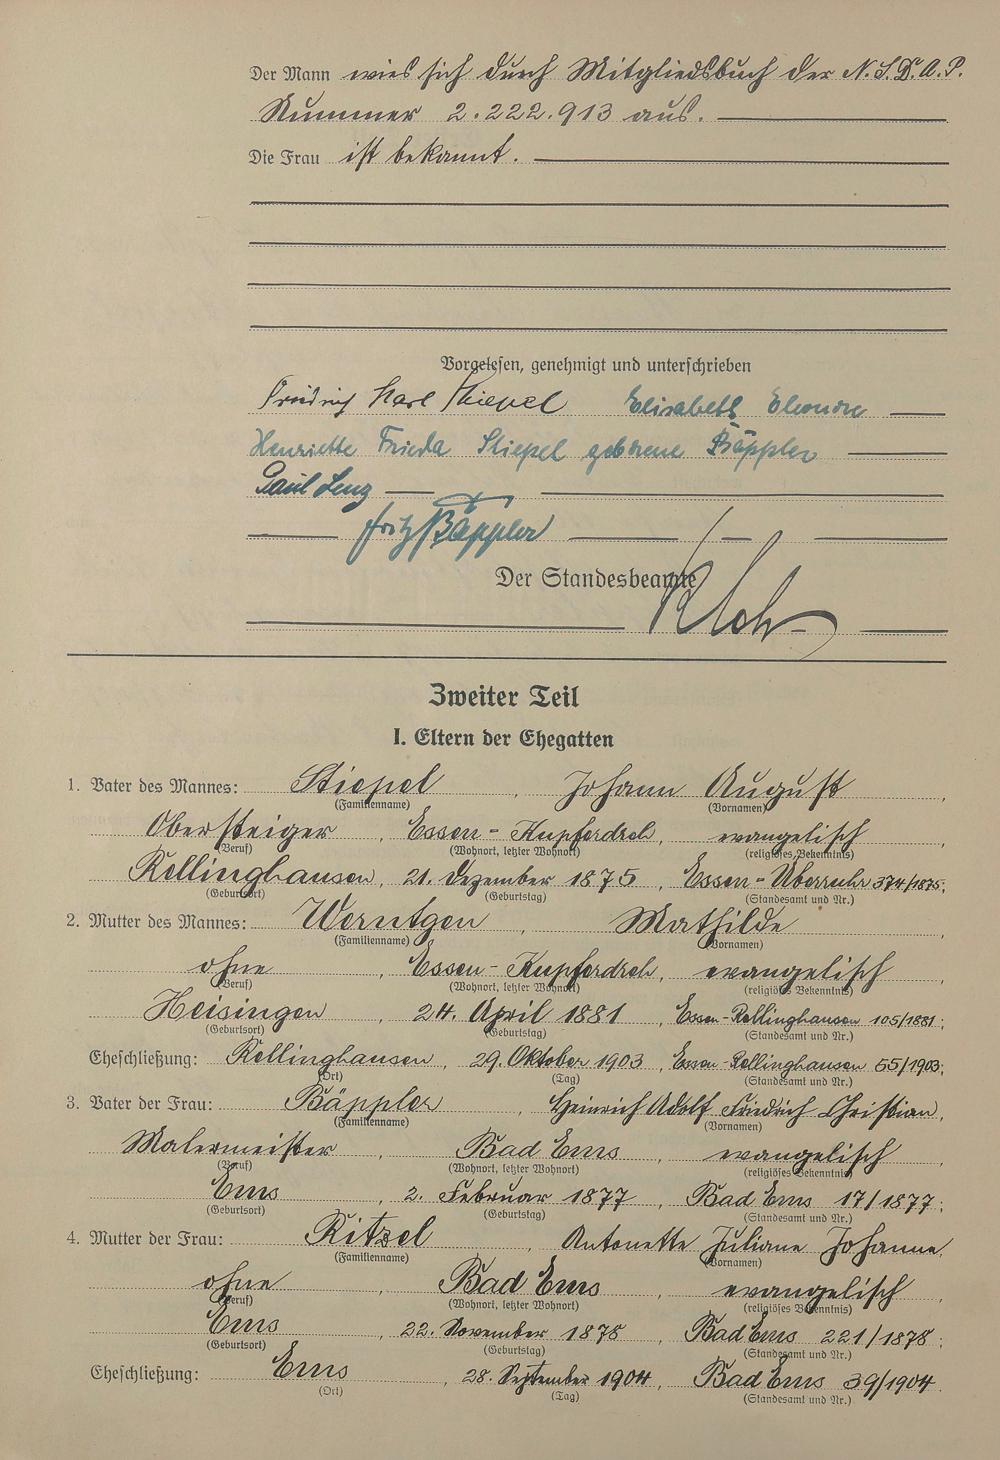 Der Mann wies sich durch Mitgliedsbuch der N.S.D.A.P.
Nummer 2.222.913 aus.
Die Frau ist bekannt.
Vorgelesen, genehmigt und unterschrieben
Friedrich Karl Stiepel Elisabeth Eleonore
Henriette Frieda Stiepel geborene Bäppler
Paul Lenz
Fritz Bäppler
Der Standesbeamte
Zweiter Teil
I. Eltern der Ehegatten
1. Vater des Mannes: Stiepel, Johann August,
(Familienname) (Vornamen)
Obersteiger, Essen-Kupferdreh, evangelisch,
(Beruf) (Wohnort, letzter Wohnort) (religiöses Bekenntnis)
Rellinghausen, 21. Dezember 1875, Essen-Überruhr 374/1875;
(Geburtsort) (Geburtstag) (Standesamt und Nr.)
2. Mutter des Mannes: Werntgen, Mathilde,
(Familienname) (Vornamen)
ohne, Essen-Kupferdreh, evangelisch,
(Beruf) (Wohnort, letzter Wohnort) (religiöses Bekenntnis)
Heisingen, 24. April 1881, Essen-Rellinghausen 105/1881;
(Geburtsort) (Geburtstag) (Standesamt und Nr.)
Eheschließung: Rellinghausen, 29. Oktober 1903, Essen-Rellinghausen 55/1903;
(Ort) (Tag) (Standesamt und Nr.)
3. Vater der Frau: Bäppler, Heinrich Adolf Friedrich Christian,
(Familienname) (Vornamen)
Malermeister, Bad Ems, evangelisch,
(Beruf) (Wohnort, letzter Wohnort) (religiöses Bekenntnis)
Ems, 2. Februar 1877, Bad Ems 17/1877;
(Geburtsort) (Geburtstag) (Standesamt und Nr.)
4. Mutter der Frau: Ritzel, Antonette Juliane Johanne,
(Familienname) (Vornamen)
ohne, Bad Ems, evangelisch,
(Beruf) (Wohnort, letzter Wohnort) (religiöses Bekenntnis)
Ems, 22. November 1878, Bad Ems 221/1878;
(Geburtsort) (Geburtstag) (Standesamt und Nr.)
Eheschließung: Ems, 28. September 1904, Bad Ems 39/1904.
(Ort) (Tag) (Standesamt und Nr.)